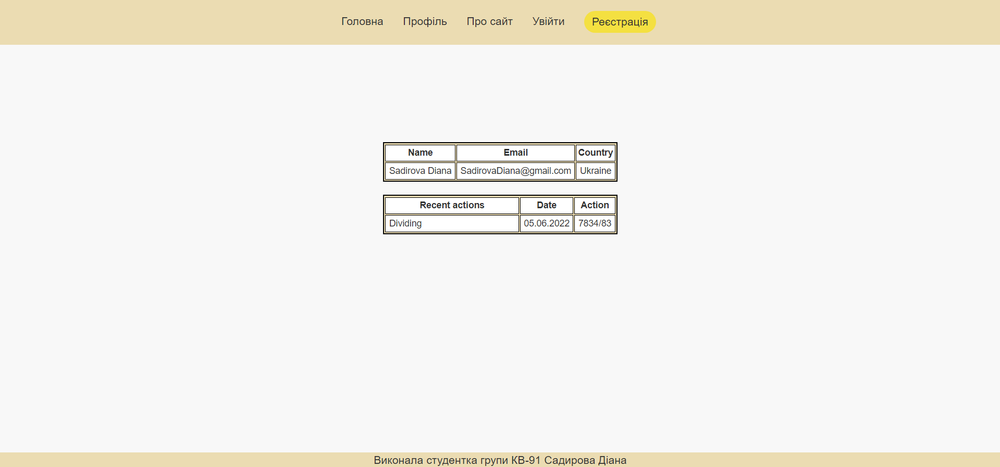 Головна Профіль Про сайт Увійти Реєстрація
Name Email Country
Sadirova Diana SadirovaDiana@gmail.com Ukraine
Recent actions Date Action
Dividing 05.06.2022 7834/83
Виконала студентка групи КВ-91 Садирова Діана